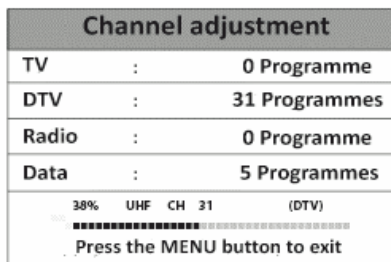 Channel adjustment
TV : 0 Programme
DTV : 31 Programmes
Radio : 0 Programme
Data : 5 Programmes
38% UHF CH 31 (DTV)
Press the MENU button to exit